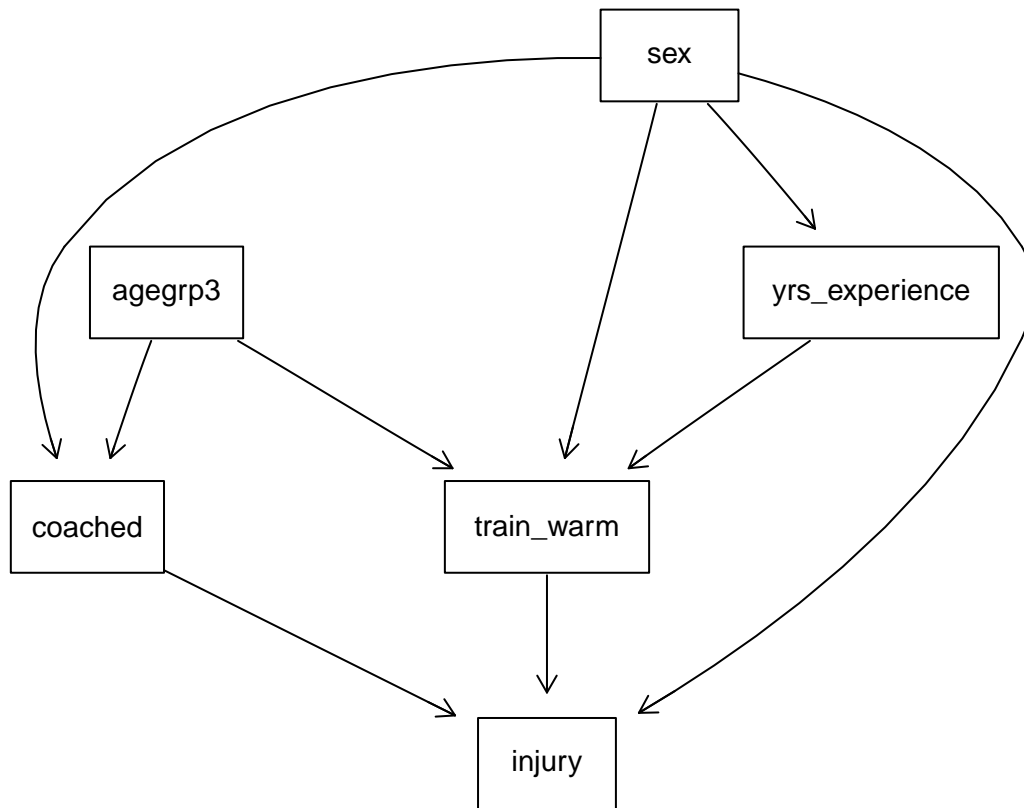 sex
agegrp3
yrs_experience
coached
train_warm
injury